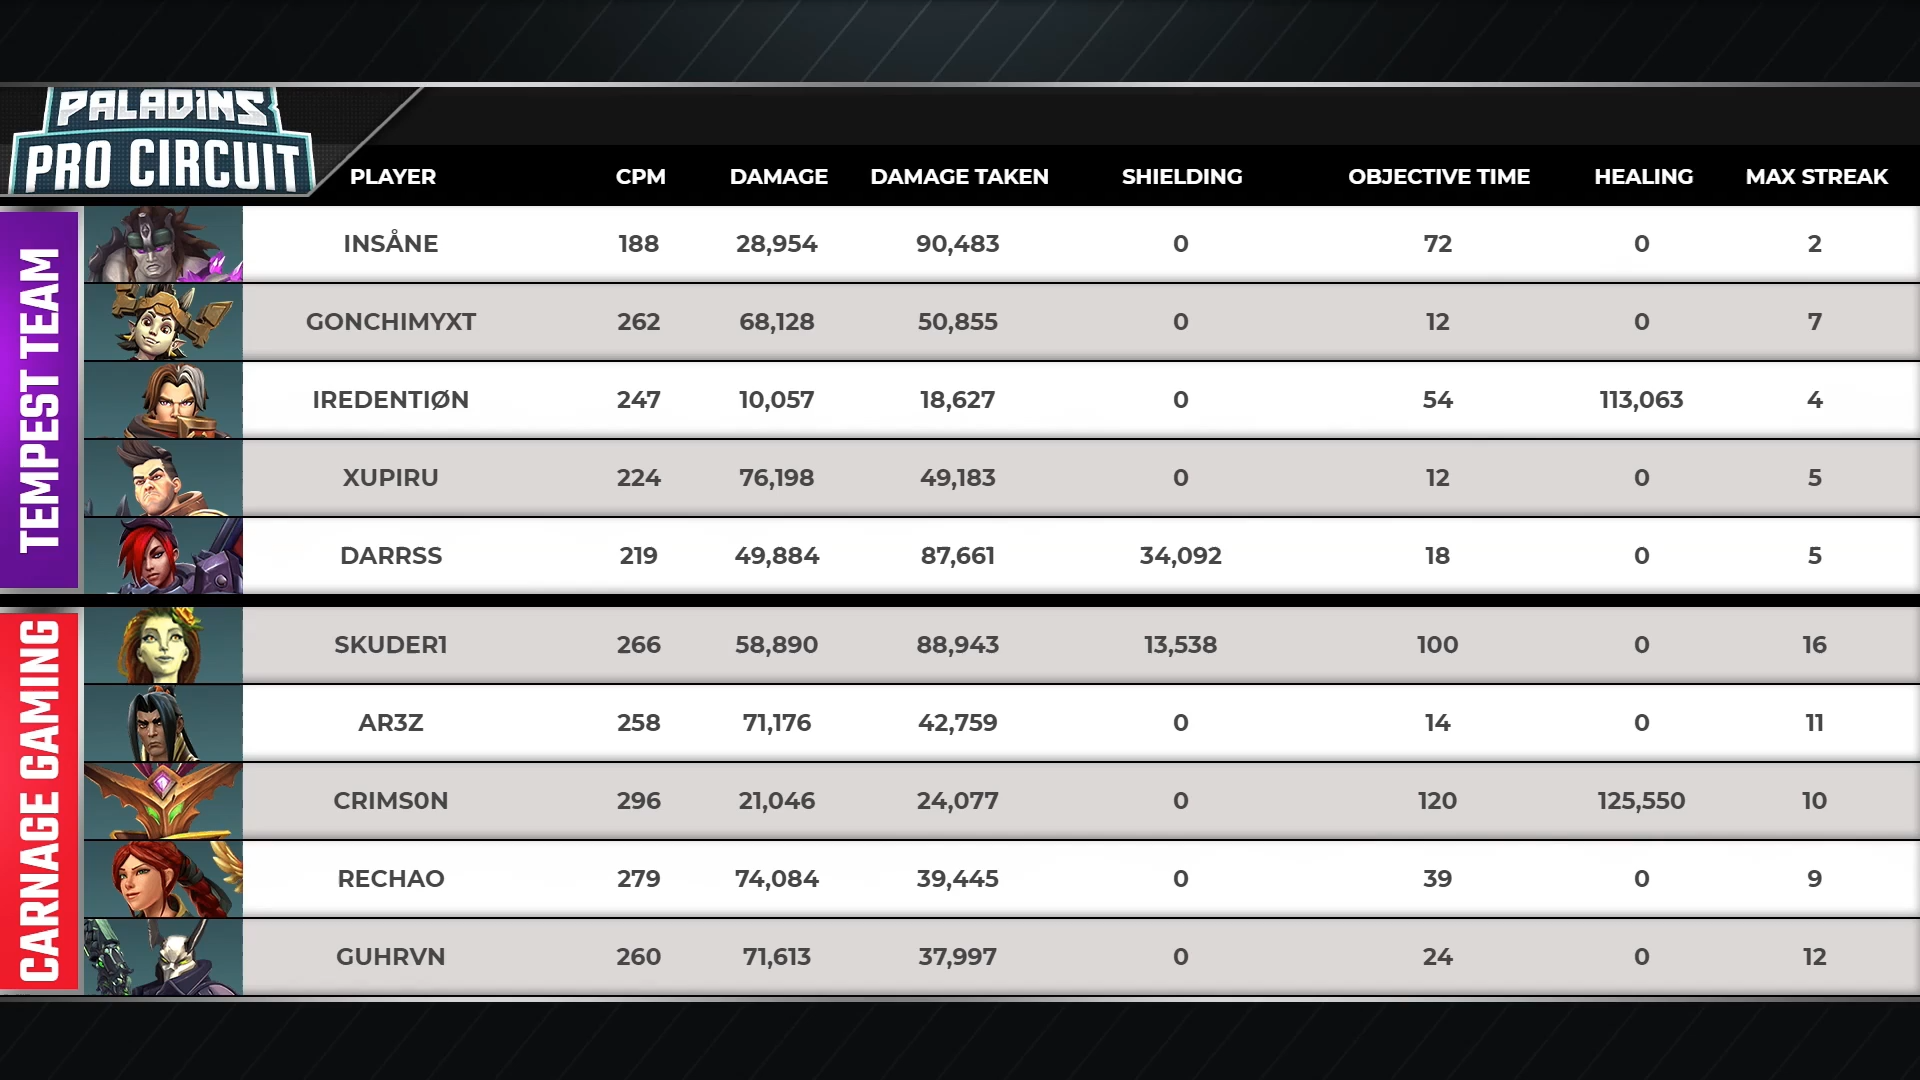 PALADINS
PRO CIRCUIT
PLAYER CPM DAMAGE DAMAGE TAKEN SHIELDING OBJECTIVE TIME HEALING MAX STREAK
TEMPEST TEAM
INSÅNE 188 28,954 90,483 0 72 0 2
GONCHIMYXT 262 68,128 50,855 0 12 0 7
IREDENTIØN 247 10,057 18,627 0 54 113,063 4
XUPIRU 224 76,198 49,183 0 12 0 5
DARRSS 219 49,884 87,661 34,092 18 0 5
CARNAGE GAMING
SKUDER1 266 58,890 88,943 13,538 100 0 16
AR3Z 258 71,176 42,759 0 14 0 11
CRIMS0N 296 21,046 24,077 0 120 125,550 10
RECHAO 279 74,084 39,445 0 39 0 9
GUHRVN 260 71,613 37,997 0 24 0 12